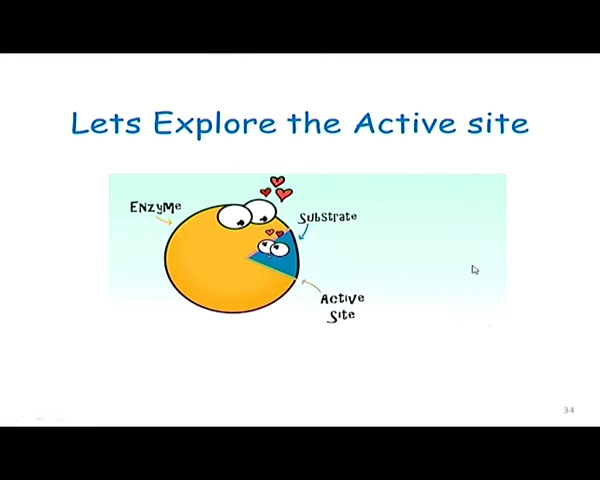 Lets Explore the Active site
Enzyme
Substrate
Active
Site
34